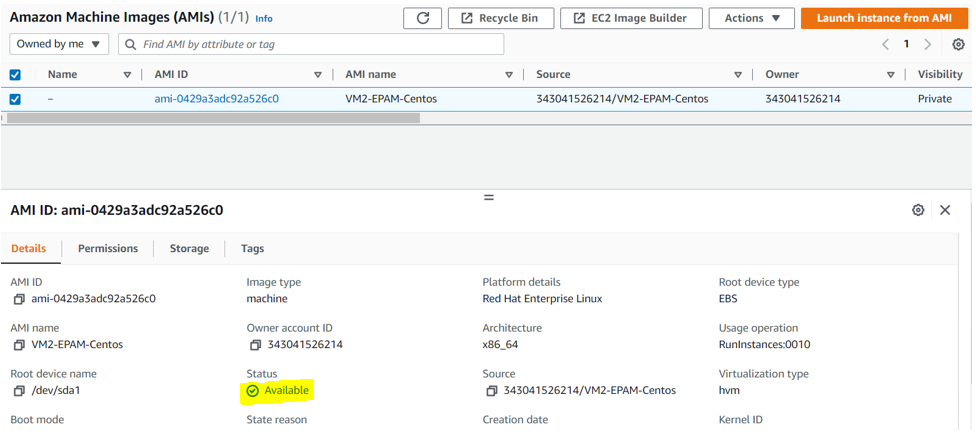 Amazon Machine Images (AMIs) (1/1) Info
Recycle Bin
EC2 Image Builder
Actions
Launch instance from AMI
Owned by me
Find AMI by attribute or tag
1
Name AMI ID AMI name Source Owner Visibility
– ami-0429a3adc92a526c0 VM2-EPAM-Centos 343041526214/VM2-EPAM-Centos 343041526214 Private
AMI ID: ami-0429a3adc92a526c0
Details Permissions Storage Tags
AMI ID Image type Platform details Root device type
ami-0429a3adc92a526c0 machine Red Hat Enterprise Linux EBS
AMI name Owner account ID Architecture Usage operation
VM2-EPAM-Centos 343041526214 x86_64 RunInstances:0010
Root device name Status Source Virtualization type
/dev/sda1 Available 343041526214/VM2-EPAM-Centos hvm
Boot mode State reason Creation date Kernel ID